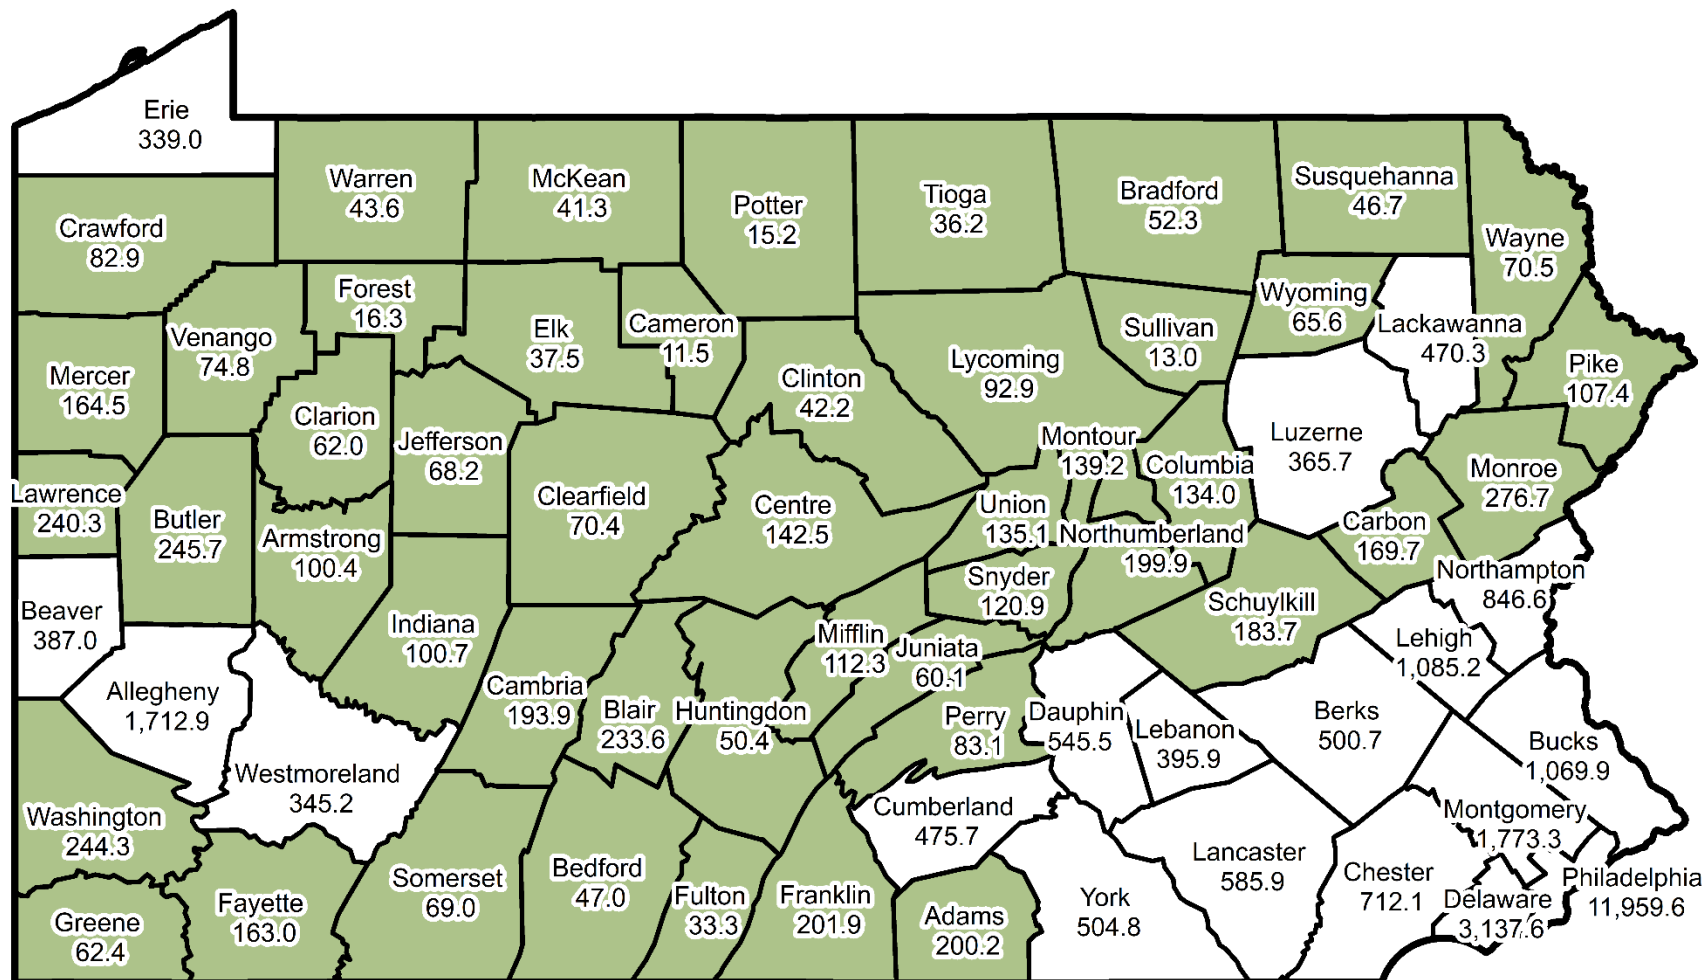 Erie
339.0
Warren
43.6
McKean
41.3
Potter
15.2
Tioga
36.2
Bradford
52.3
Susquehanna
46.7
Wayne
70.5
Crawford
82.9
Forest
16.3
Venango
74.8
Elk
37.5
Cameron
11.5
Clinton
42.2
Lycoming
92.9
Sullivan
13.0
Wyoming
65.6
Lackawanna
470.3
Pike
107.4
Mercer
164.5
Clarion
62.0
Jefferson
68.2
Clearfield
70.4
Centre
142.5
Montour
139.2
Columbia
134.0
Luzerne
365.7
Monroe
276.7
Lawrence
240.3
Butler
245.7
Armstrong
100.4
Union
135.1
Northumberland
199.9
Carbon
169.7
Northampton
846.6
Beaver
387.0
Indiana
100.7
Snyder
120.9
Schuylkill
183.7
Lehigh
1,085.2
Mifflin
112.3
Juniata
60.1
Allegheny
1,712.9
Cambria
193.9
Blair
233.6
Huntingdon
50.4
Perry
83.1
Dauphin
545.5
Lebanon
395.9
Berks
500.7
Bucks
1,069.9
Westmoreland
345.2
Cumberland
475.7
Montgomery
1,773.3
Washington
244.3
Lancaster
585.9
Chester
712.1
Delaware
3,137.6
Philadelphia
11,959.6
Greene
62.4
Fayette
163.0
Somerset
69.0
Bedford
47.0
Fulton
33.3
Franklin
201.9
Adams
200.2
York
504.8